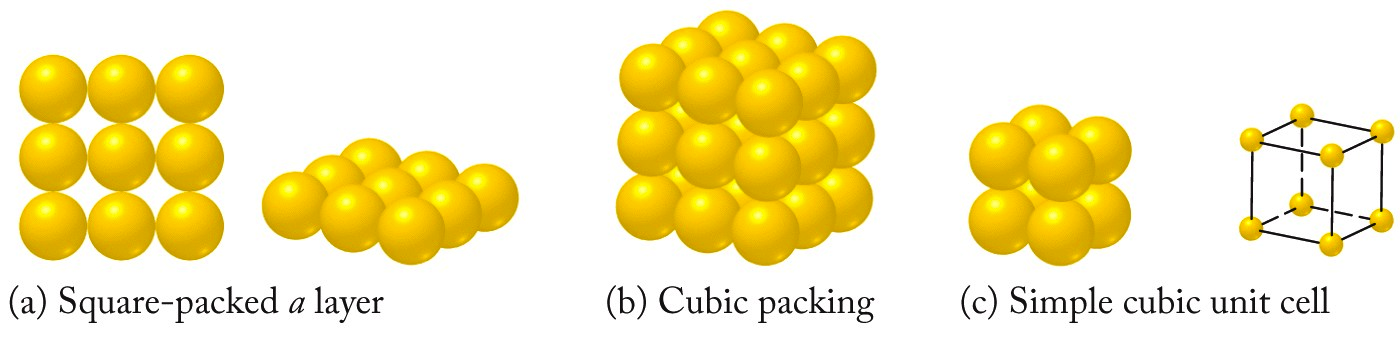 (a) Square-packed a layer
(b) Cubic packing
(c) Simple cubic unit cell